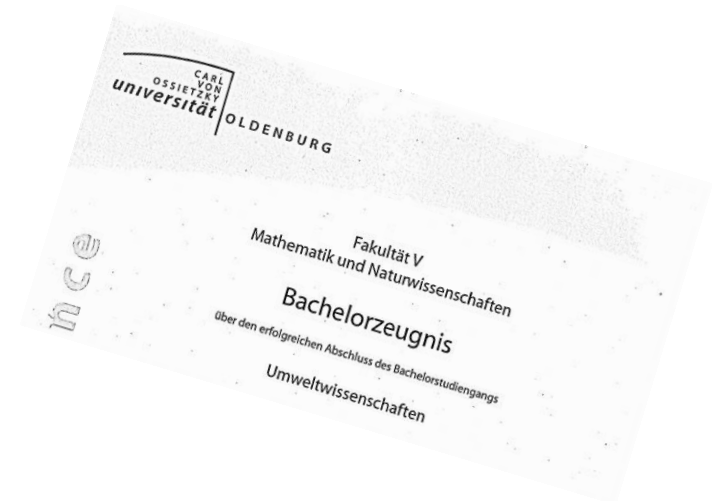 CARL
VON
OSSIETZKY
universität
OLDENBURG
Fakultät V
Mathematik und Naturwissenschaften
Bachelorzeugnis
über den erfolgreichen Abschluss des Bachelorstudiengangs
Umweltwissenschaften